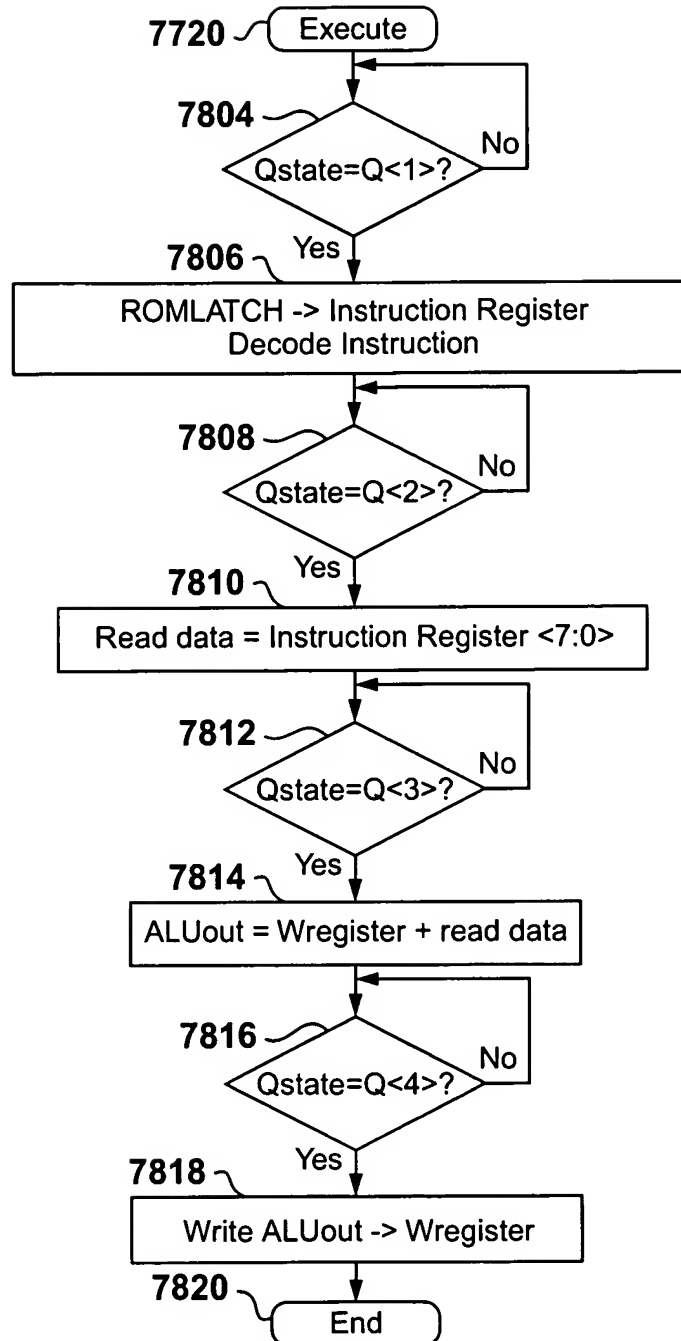 7720
Execute
7804
Qstate=Q<1>?
No
Yes
7806
ROMLATCH -> Instruction Register
Decode Instruction
7808
Qstate=Q<2>?
No
Yes
7810
Read data = Instruction Register <7:0>
7812
Qstate=Q<3>?
No
Yes
7814
ALUout = Wregister + read data
7816
Qstate=Q<4>?
No
Yes
7818
Write ALUout -> Wregister
7820
End